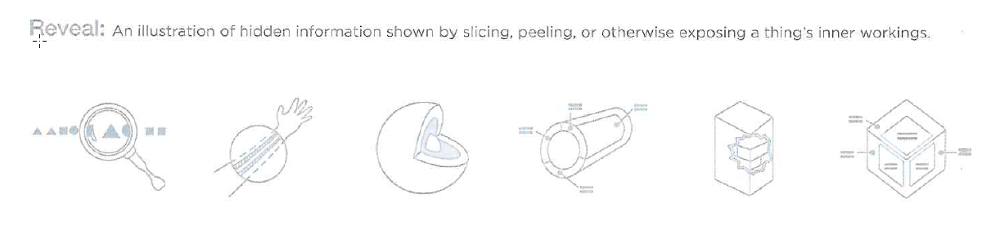 Reveal: An illustration of hidden information shown by slicing, peeling, or otherwise exposing a thing's inner workings.